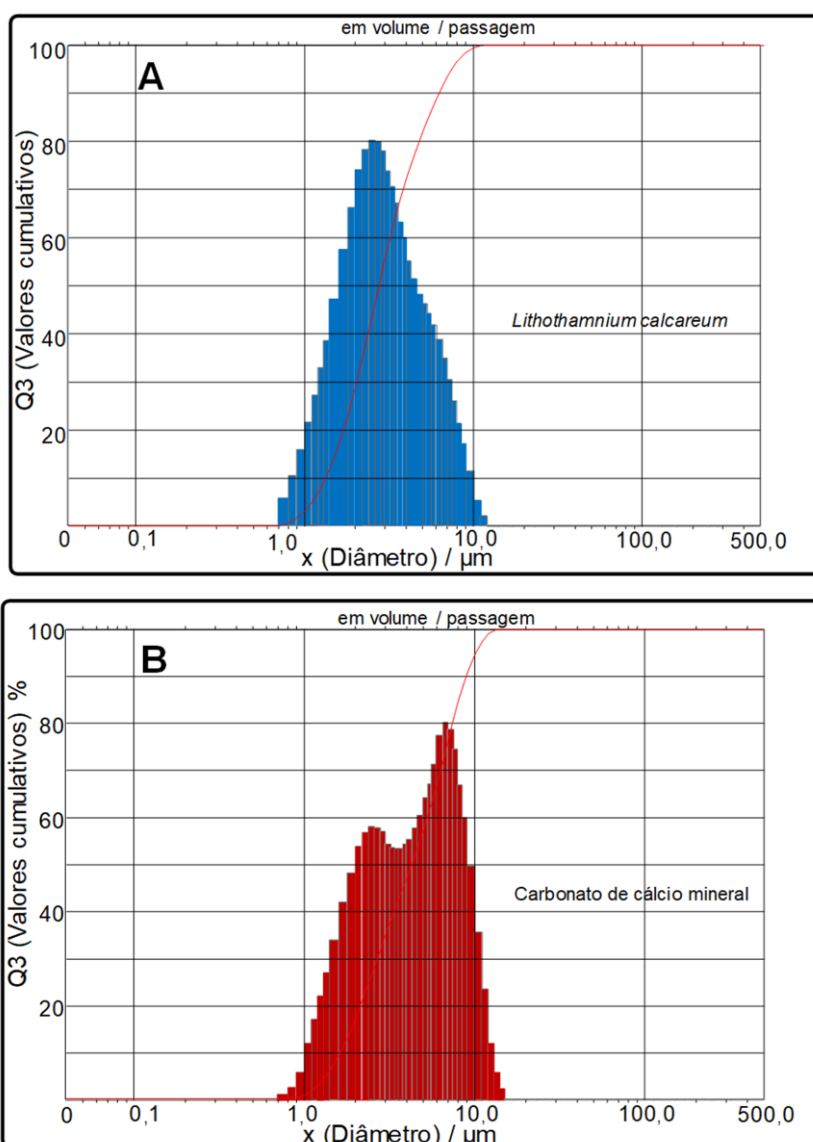 em volume / passagem
A
Q3 (Valores cumulativos)
100
80
60
40
20
Lithothamnium calcareum
0
0,1
1,0
10,0
100,0
500,0
x (Diâmetro) / µm
em volume / passagem
B
Q3 (Valores cumulativos) %
100
80
60
40
20
Carbonato de cálcio mineral
0
0,1
1,0
10,0
100,0
500,0
x (Diâmetro) / µm